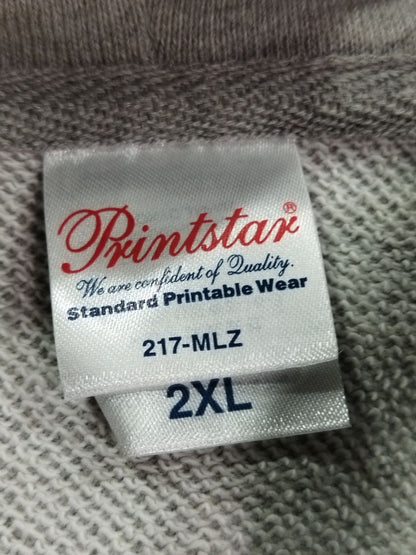 Printstar®
We are confident of Quality.
Standard Printable Wear
217-MLZ
2XL